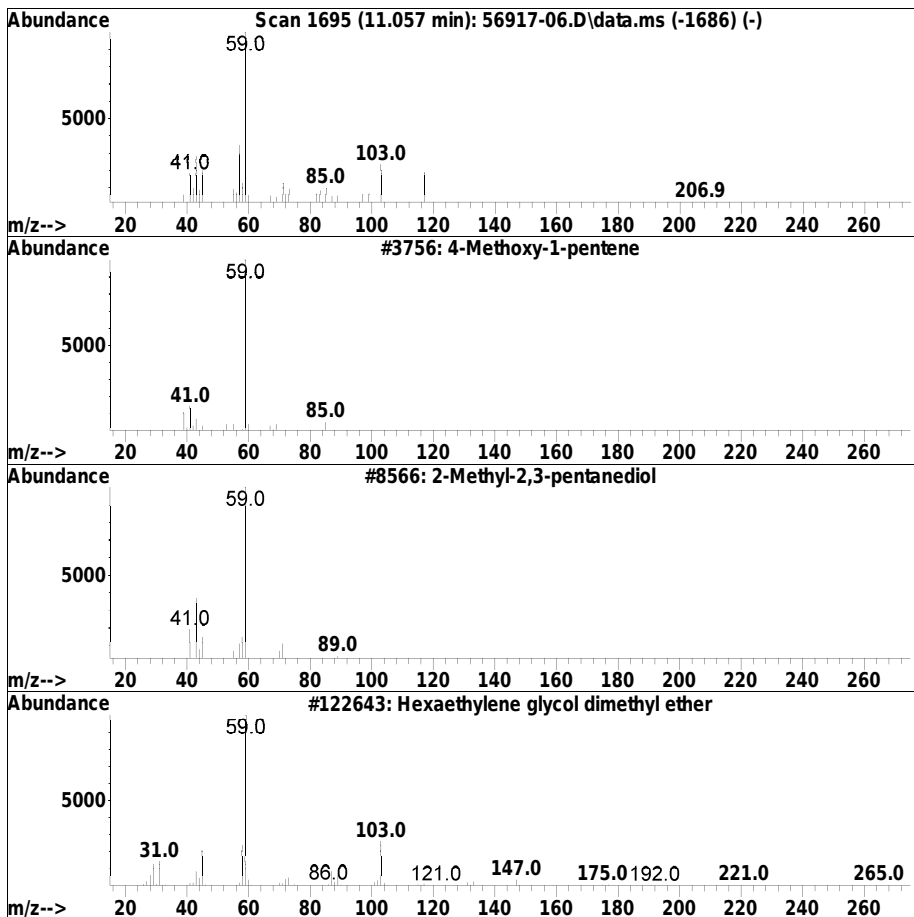 Abundance Scan 1695 (11.057 min): 56917-06.D\data.ms (-1686) (-)
59.0
5000
41.0 85.0 103.0 206.9
m/z--> 20 40 60 80 100 120 140 160 180 200 220 240 260
Abundance #3756: 4-Methoxy-1-pentene
59.0
5000
41.0 85.0
m/z--> 20 40 60 80 100 120 140 160 180 200 220 240 260
Abundance #8566: 2-Methyl-2,3-pentanediol
59.0
5000
41.0 89.0
m/z--> 20 40 60 80 100 120 140 160 180 200 220 240 260
Abundance #122643: Hexaethylene glycol dimethyl ether
59.0
5000
31.0 86.0 103.0 121.0 147.0 175.0 192.0 221.0 265.0
m/z--> 20 40 60 80 100 120 140 160 180 200 220 240 260